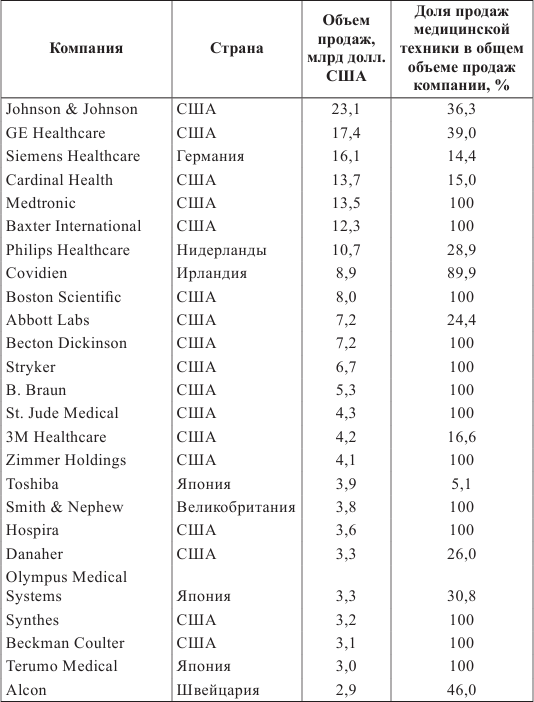 Компания Страна Объем продаж, млрд долл. США Доля продаж медицинской техники в общем объеме продаж компании, %
Johnson & Johnson США 23,1 36,3
GE Healthcare США 17,4 39,0
Siemens Healthcare Германия 16,1 14,4
Cardinal Health США 13,7 15,0
Medtronic США 13,5 100
Baxter International США 12,3 100
Philips Healthcare Нидерланды 10,7 28,9
Covidien Ирландия 8,9 89,9
Boston Scientific США 8,0 100
Abbott Labs США 7,2 24,4
Becton Dickinson США 7,2 100
Stryker США 6,7 100
B. Braun США 5,3 100
St. Jude Medical США 4,3 100
3M Healthcare США 4,2 16,6
Zimmer Holdings США 4,1 100
Toshiba Япония 3,9 5,1
Smith & Nephew Великобритания 3,8 100
Hospira США 3,6 100
Danaher США 3,3 26,0
Olympus Medical
Systems Япония 3,3 30,8
Synthes США 3,2 100
Beckman Coulter США 3,1 100
Terumo Medical Япония 3,0 100
Alcon Швейцария 2,9 46,0